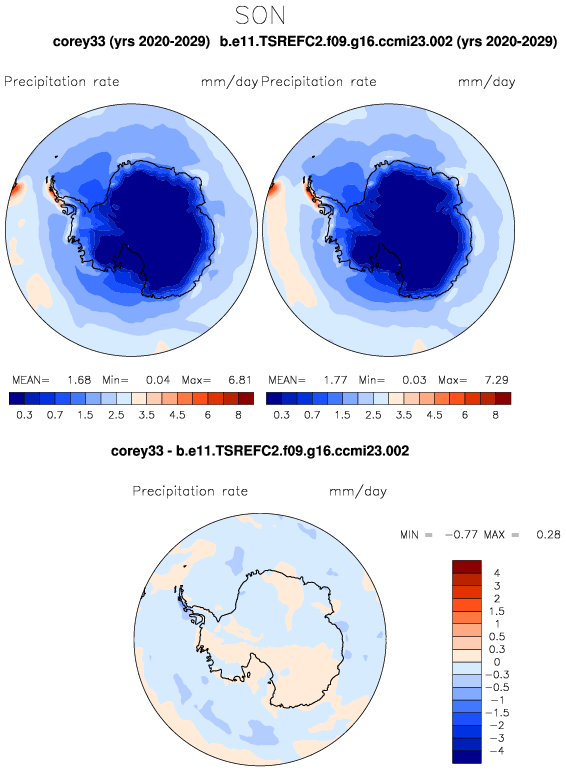 SON
corey33 (yrs 2020-2029) b.e11.TSREFC2.f09.g16.ccmi23.002 (yrs 2020-2029)
Precipitation rate mm/day Precipitation rate mm/day
MEAN= 1.68 Min= 0.04 Max= 6.81 MEAN= 1.77 Min= 0.03 Max= 7.29
0.3 0.7 1.5 2.5 3.5 4.5 6 8 0.3 0.7 1.5 2.5 3.5 4.5 6 8
corey33 - b.e11.TSREFC2.f09.g16.ccmi23.002
Precipitation rate mm/day
MIN = -0.77 MAX = 0.28
4
3
2
1.5
1
0.5
0.3
0
-0.3
-0.5
-1
-1.5
-2
-3
-4